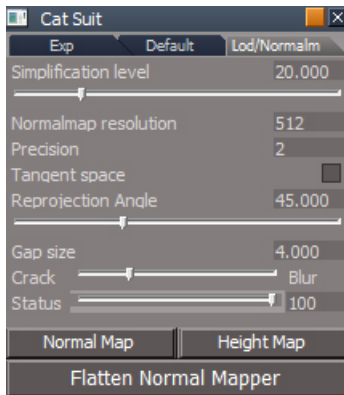 Cat Suit
Exp Default Lod/Normalm
Simplification level 20.000
Normalmap resolution 512
Precision 2
Tangent space
Reprojection Angle 45.000
Gap size 4.000
Crack Blur
Status 100
Normal Map Height Map
Flatten Normal Mapper